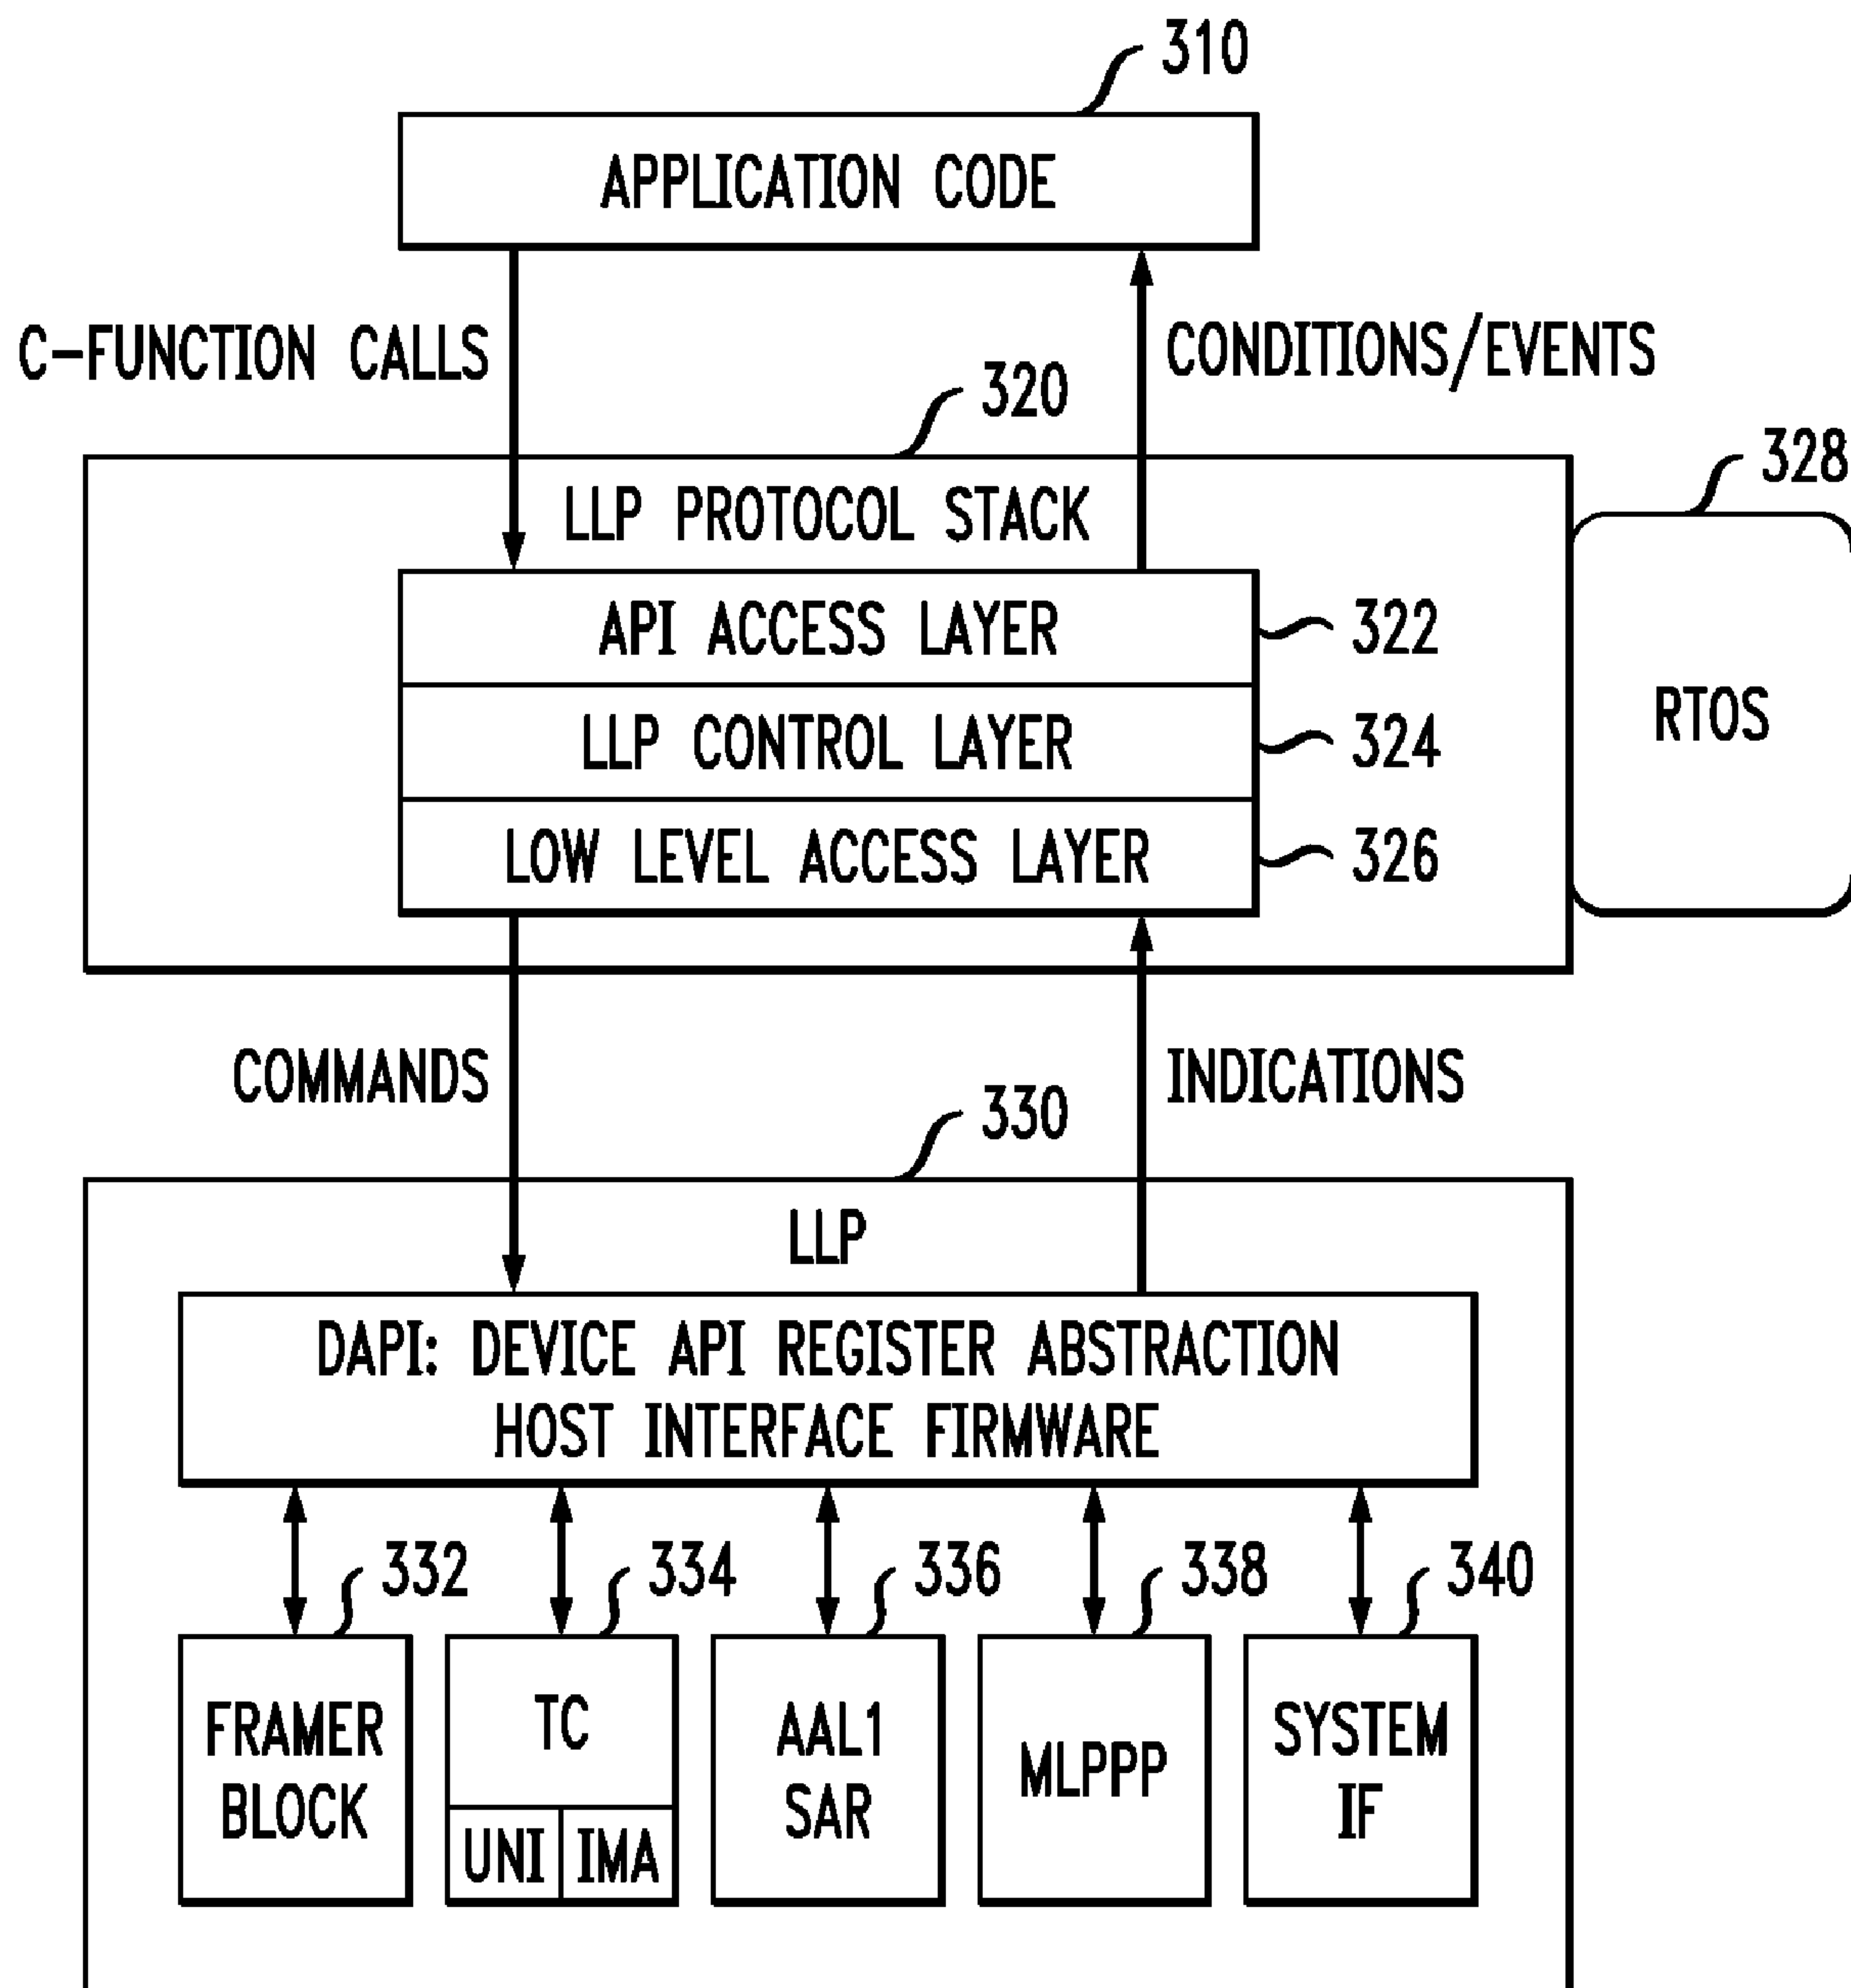 310
APPLICATION CODE
C-FUNCTION CALLS
CONDITIONS/EVENTS
320
328
LLP PROTOCOL STACK
API ACCESS LAYER
322
LLP CONTROL LAYER
324
RTOS
LOW LEVEL ACCESS LAYER
326
COMMANDS
INDICATIONS
330
LLP
DAPI: DEVICE API REGISTER ABSTRACTION
HOST INTERFACE FIRMWARE
332
334
336
338
340
FRAMER
BLOCK
TC
UNI
IMA
AAL1
SAR
MLPPP
SYSTEM
IF